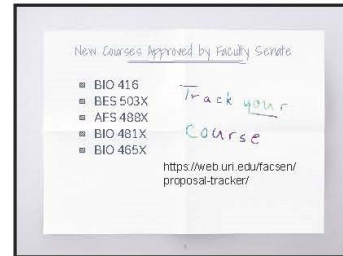 New Courses Approved by Faculty Senate
BIO 416
BES 503X
AFS 488X
BIO 481X
BIO 465X
Track your
course
https://web.uri.edu/facsen/
proposal-tracker/